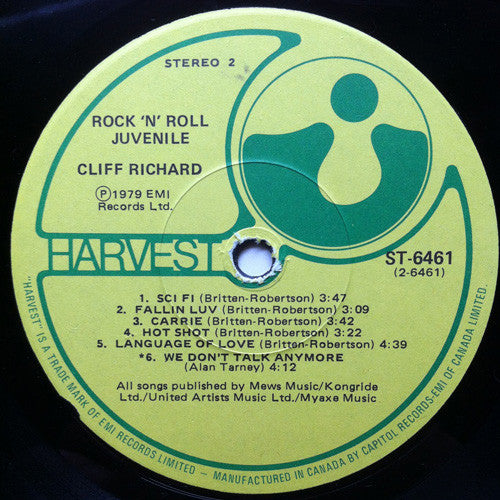 STEREO 2
ROCK 'N' ROLL
JUVENILE
CLIFF RICHARD
Ⓟ 1979 EMI
Records Ltd.
HARVEST
ST-6461
(2-6461)
1. SCI FI (Britten-Robertson) 3:47
2. FALLIN LUV (Britten-Robertson) 3:09
3. CARRIE (Britten-Robertson) 3:42
4. HOT SHOT (Britten-Robertson) 3:22
5. LANGUAGE OF LOVE (Britten-Robertson) 4:39
*6. WE DON'T TALK ANYMORE
(Alan Tarney) 4:12
All songs published by Mews Music/Kongride
Ltd./United Artists Music Ltd./Myaxe Music
"HARVEST" IS A TRADE MARK OF EMI RECORDS LIMITED – MANUFACTURED IN CANADA BY CAPITOL RECORDS-EMI OF CANADA LIMITED.